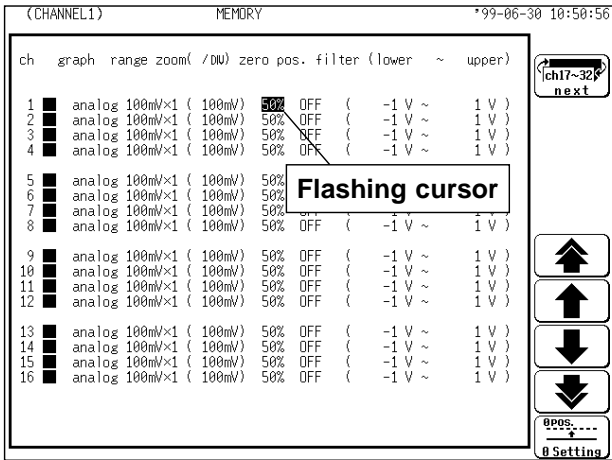 (CHANNEL1) MEMORY '99-06-30 10:50:56
ch graph range zoom( /DIV) zero pos. filter (lower ~ upper)
ch17~32
next
1 analog 100mV×1 ( 100mV) 50% OFF ( -1 V ~ 1 V )
2 analog 100mV×1 ( 100mV) 50% OFF ( -1 V ~ 1 V )
3 analog 100mV×1 ( 100mV) 50% OFF ( -1 V ~ 1 V )
4 analog 100mV×1 ( 100mV) 50% OFF ( -1 V ~ 1 V )
5 analog 100mV×1 ( 100mV) 50% 1 V )
6 analog 100mV×1 ( 100mV) 50% 1 V )
Flashing cursor
7 analog 100mV×1 ( 100mV) 50% OFF ( -1 V ~ 1 V )
8 analog 100mV×1 ( 100mV) 50% OFF ( -1 V ~ 1 V )
9 analog 100mV×1 ( 100mV) 50% OFF ( -1 V ~ 1 V )
10 analog 100mV×1 ( 100mV) 50% OFF ( -1 V ~ 1 V )
11 analog 100mV×1 ( 100mV) 50% OFF ( -1 V ~ 1 V )
12 analog 100mV×1 ( 100mV) 50% OFF ( -1 V ~ 1 V )
13 analog 100mV×1 ( 100mV) 50% OFF ( -1 V ~ 1 V )
14 analog 100mV×1 ( 100mV) 50% OFF ( -1 V ~ 1 V )
15 analog 100mV×1 ( 100mV) 50% OFF ( -1 V ~ 1 V )
16 analog 100mV×1 ( 100mV) 50% OFF ( -1 V ~ 1 V )
0POS.
0 Setting